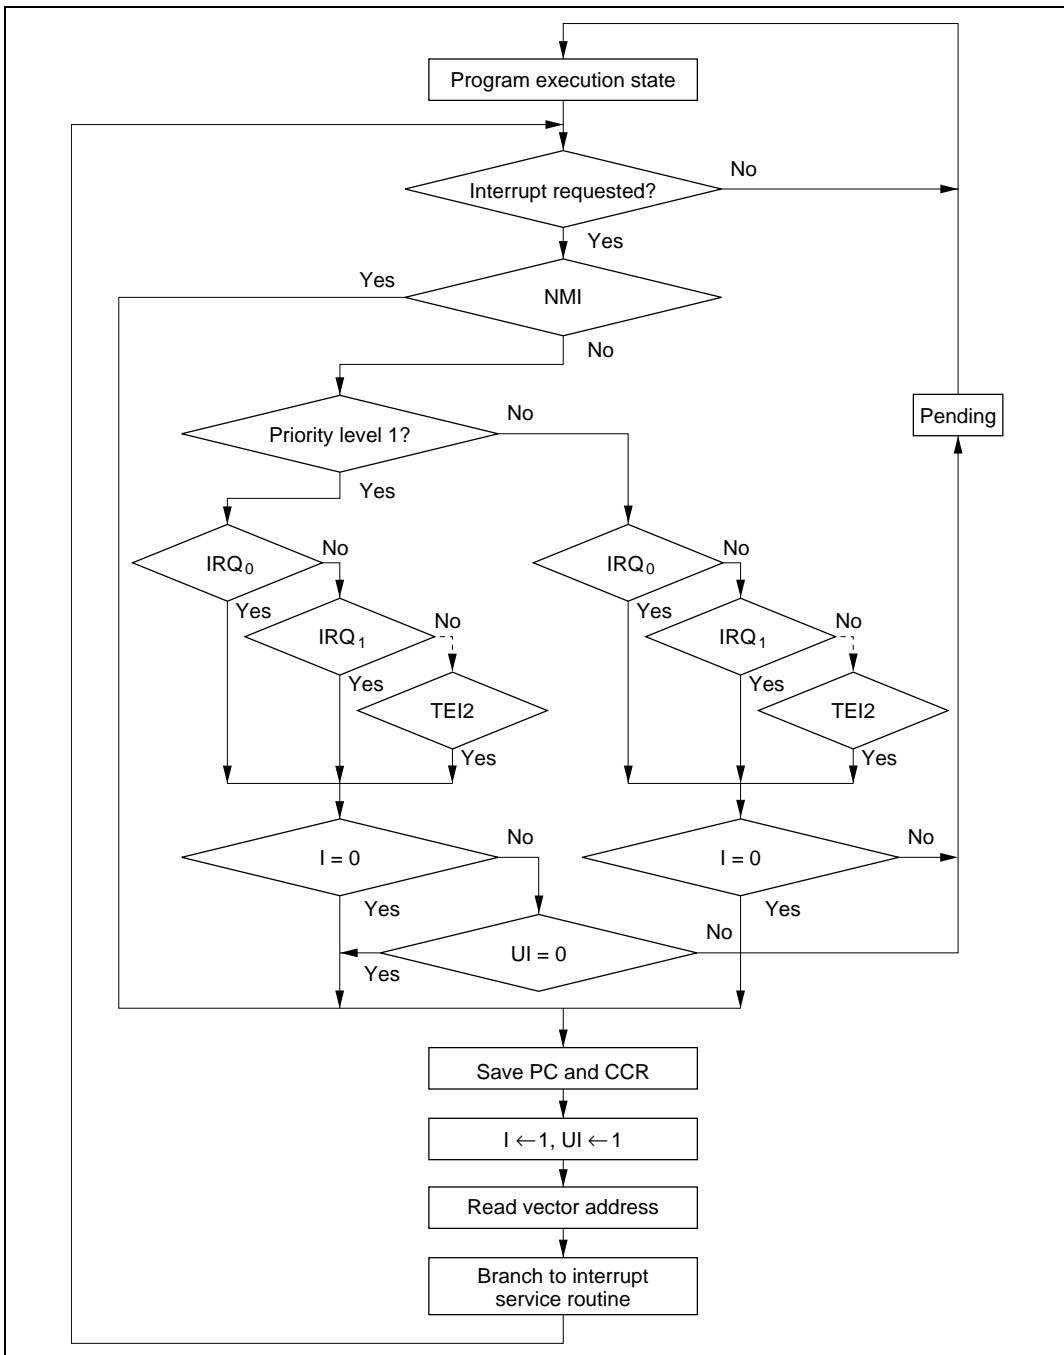 Program execution state
Interrupt requested?
No
Yes
Yes
NMI
No
Priority level 1?
No
Pending
Yes
IRQ0
No
IRQ0
No
Yes
IRQ1
No
Yes
IRQ1
No
Yes
TEI2
Yes
TEI2
Yes
Yes
I = 0
No
I = 0
No
Yes
Yes
UI = 0
No
Yes
Save PC and CCR
I ←1, UI ←1
Read vector address
Branch to interrupt
service routine